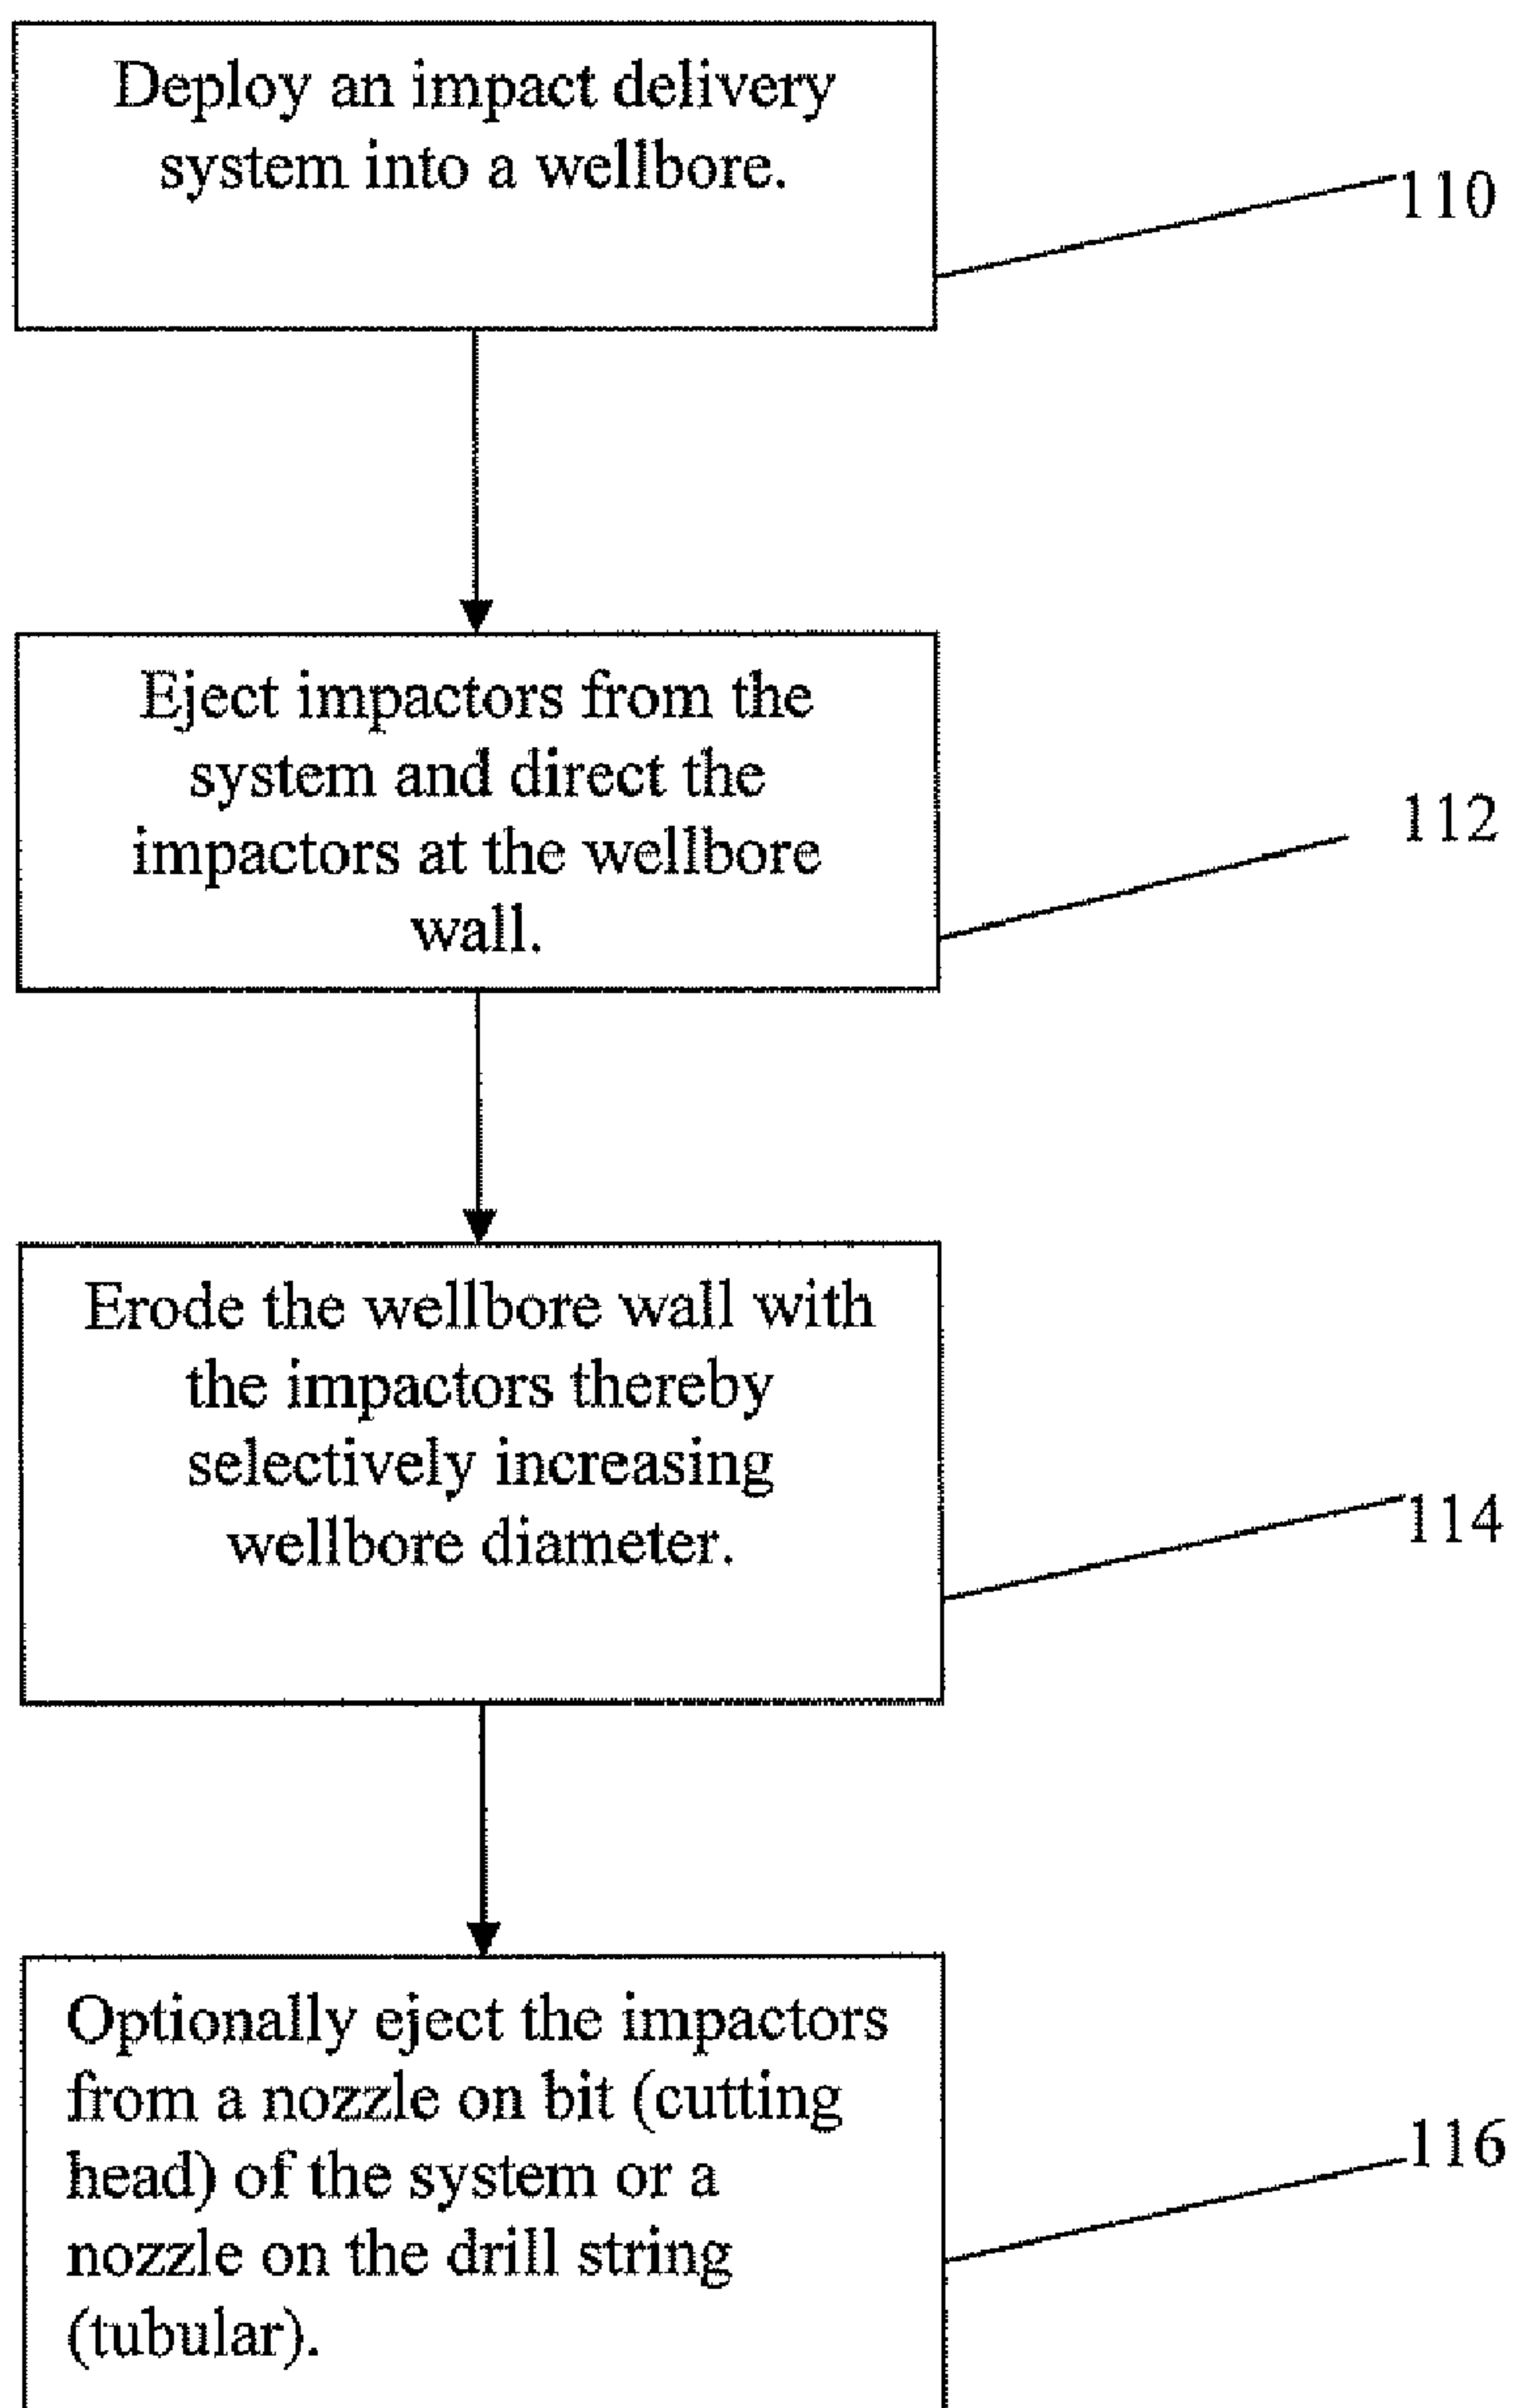 Deploy an impact delivery
system into a wellbore.
110
Eject impactors from the
system and direct the
impactors at the wellbore
wall.
112
Erode the wellbore wall with
the impactors thereby
selectively increasing
wellbore diameter.
114
Optionally eject the impactors
from a nozzle on bit (cutting
head) of the system or a
nozzle on the drill string
(tubular).
116